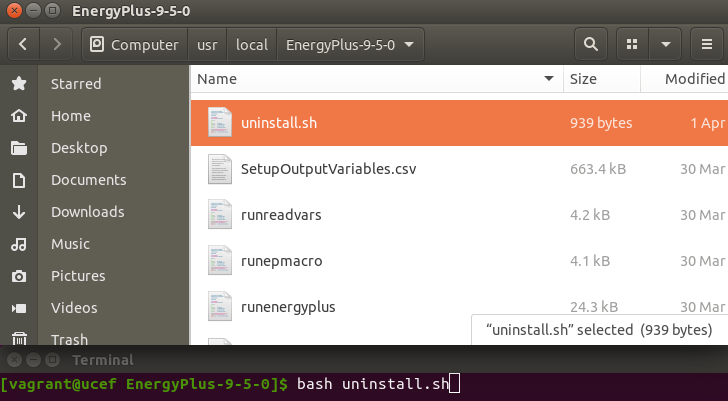 EnergyPlus-9-5-0
Computer usr local EnergyPlus-9-5-0
Name Size Modified
Starred
Home
Desktop
Documents
Downloads
Music
Pictures
Videos
Trash
uninstall.sh 939 bytes 1 Apr
SetupOutputVariables.csv 663.4 kB 30 Mar
runreadvars 4.2 kB 30 Mar
runepmacro 4.1 kB 30 Mar
runenergyplus 24.3 kB 30 Mar
“uninstall.sh” selected (939 bytes)
Terminal
[vagrant@ucef EnergyPlus-9-5-0]$ bash uninstall.sh